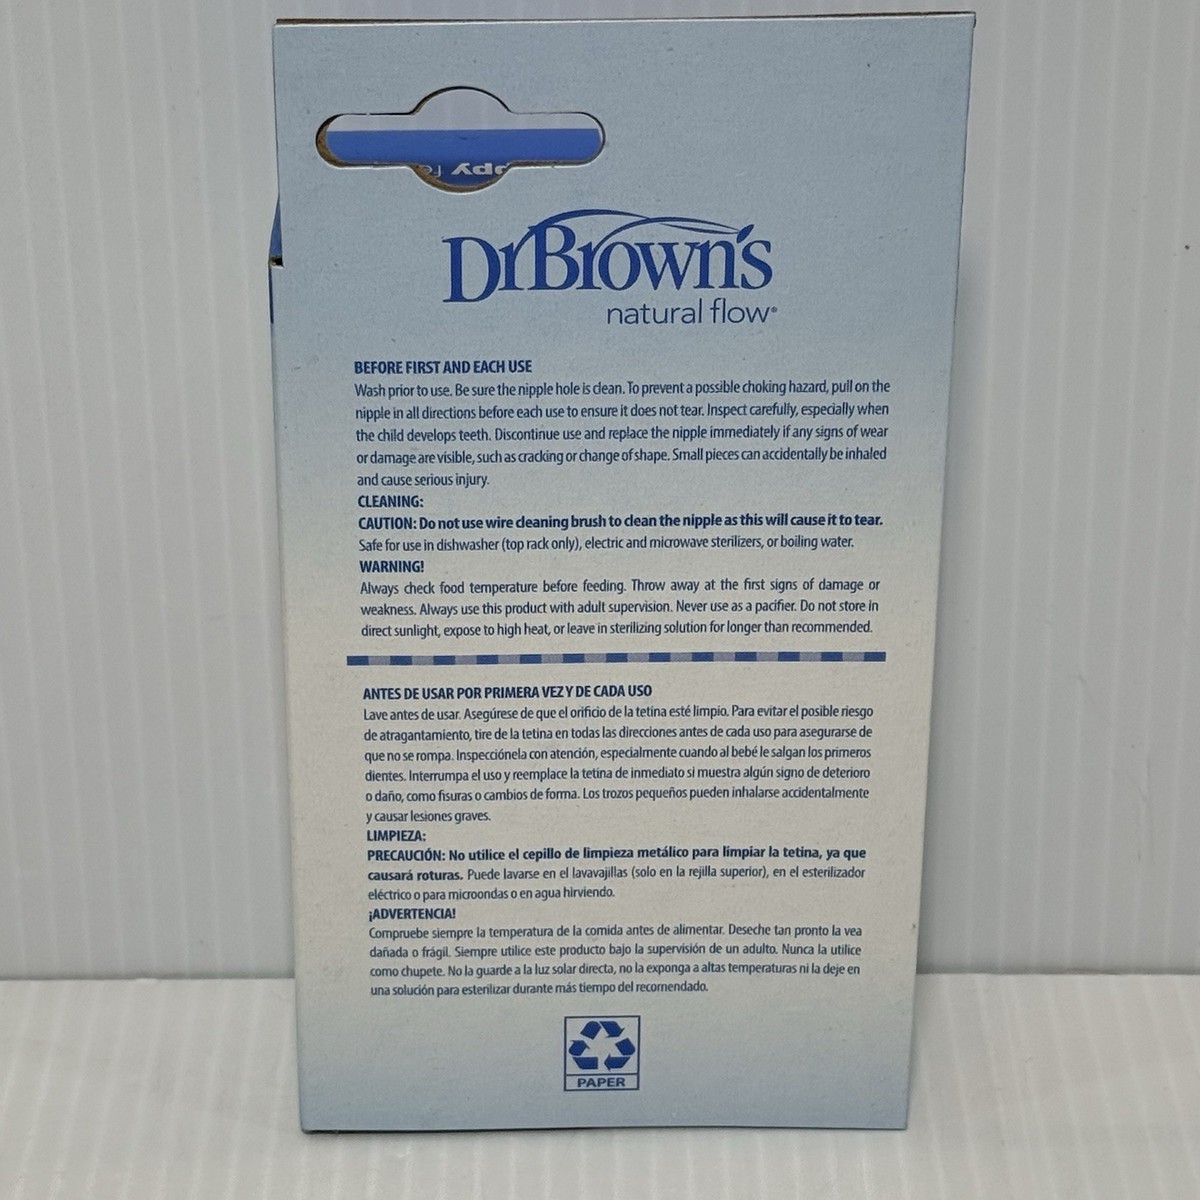 Dr Brown's
natural flow®
BEFORE FIRST AND EACH USE
Wash prior to use. Be sure the nipple hole is clean. To prevent a possible choking hazard, pull on the
nipple in all directions before each use to ensure it does not tear. Inspect carefully, especially when
the child develops teeth. Discontinue use and replace the nipple immediately if any signs of wear
or damage are visible, such as cracking or change of shape. Small pieces can accidentally be inhaled
and cause serious injury.
CLEANING:
CAUTION: Do not use wire cleaning brush to clean the nipple as this will cause it to tear.
Safe for use in dishwasher (top rack only), electric and microwave sterilizers, or boiling water.
WARNING!
Always check food temperature before feeding. Throw away at the first signs of damage or
weakness. Always use this product with adult supervision. Never use as a pacifier. Do not store in
direct sunlight, expose to high heat, or leave in sterilizing solution for longer than recommended.
ANTES DE USAR POR PRIMERA VEZ Y DE CADA USO
Lave antes de usar. Asegúrese de que el orificio de la tetina esté limpio. Para evitar el posible riesgo
de atragantamiento, tire de la tetina en todas las direcciones antes de cada uso para asegurarse de
que no se rompa. Inspecciónela con atención, especialmente cuando al bebé le salgan los primeros
dientes. Interrumpa el uso y reemplace la tetina de inmediato si muestra algún signo de deterioro
o daño, como fisuras o cambios de forma. Los trozos pequeños pueden inhalarse accidentalmente
y causar lesiones graves.
LIMPIEZA:
PRECAUCIÓN: No utilice el cepillo de limpieza metálico para limpiar la tetina, ya que
causará roturas. Puede lavarse en el lavavajillas (solo en la rejilla superior), en el esterilizador
eléctrico o para microondas o en agua hirviendo.
¡ADVERTENCIA!
Compruebe siempre la temperatura de la comida antes de alimentar. Deseche tan pronto la vea
dañada o frágil. Siempre utilice este producto bajo la supervisión de un adulto. Nunca la utilice
como chupete. No la guarde a la luz solar directa, no la exponga a altas temperaturas ni la deje en
una solución para esterilizar durante más tiempo del recomendado.
PAPER